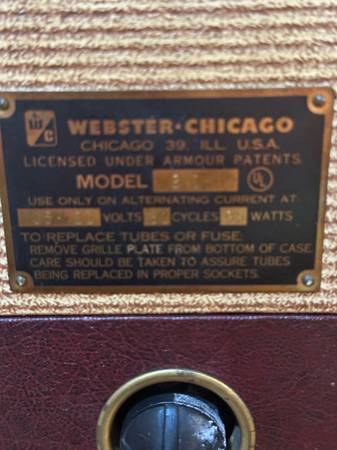 WEBSTER·CHICAGO
CHICAGO 39, ILL. U.S.A.
LICENSED UNDER ARMOUR PATENTS
MODEL UL
USE ONLY ON ALTERNATING CURRENT AT
VOLTS CYCLES WATTS
TO REPLACE TUBES OR FUSE:
REMOVE GRILLE PLATE FROM BOTTOM OF CASE
CARE SHOULD BE TAKEN TO ASSURE TUBES
BEING REPLACED IN PROPER SOCKETS.